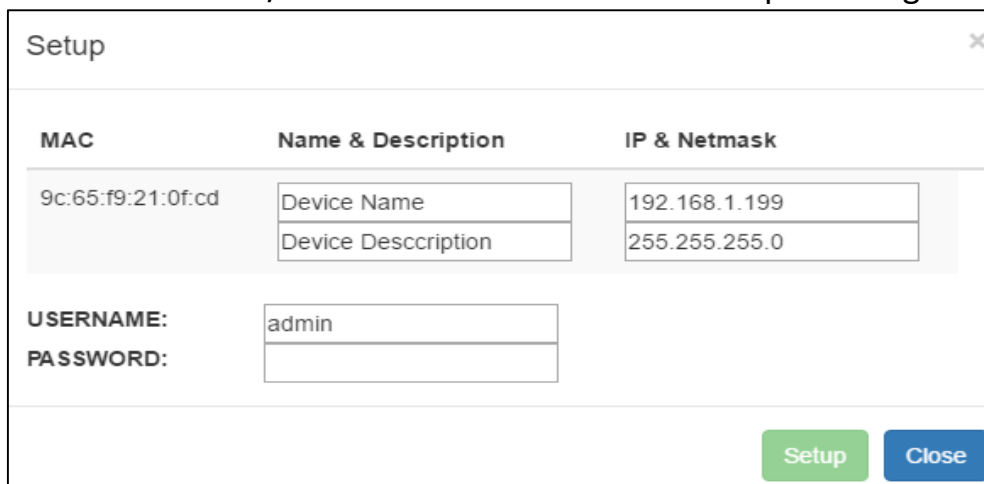 Setup ×
MAC Name & Description IP & Netmask
9c:65:f9:21:0f:cd Device Name 192.168.1.199
Device Desccription 255.255.255.0
USERNAME: admin
PASSWORD:
Setup Close